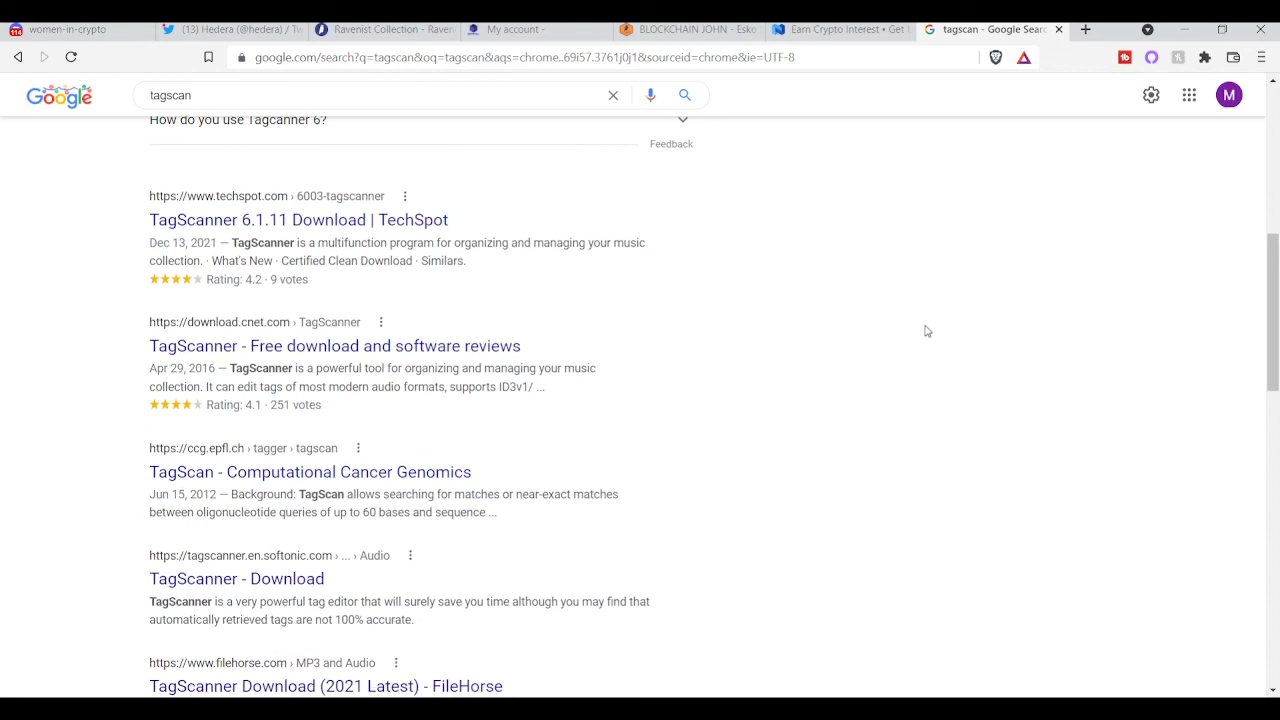 114
women-in-crypto
(13) Hedera (@hedera) / Tw
Ravenist Collection - Raven
My account -
BLOCKCHAIN JOHN - Esko
Earn Crypto Interest • Get L
tagscan - Google Searc
google.com/search?q=tagscan&oq=tagscan&aqs=chrome..69i57.3761j0j1&sourceid=chrome&ie=UTF-8
Google
tagscan
M
How do you use Tagcanner 6?
Feedback
https://www.techspot.com › 6003-tagscanner
TagScanner 6.1.11 Download | TechSpot
Dec 13, 2021 — TagScanner is a multifunction program for organizing and managing your music
collection. · What's New · Certified Clean Download · Similars.
Rating: 4.2 · 9 votes
https://download.cnet.com › TagScanner
TagScanner - Free download and software reviews
Apr 29, 2016 — TagScanner is a powerful tool for organizing and managing your music
collection. It can edit tags of most modern audio formats, supports ID3v1/ ...
Rating: 4.1 · 251 votes
https://ccg.epfl.ch › tagger › tagscan
TagScan - Computational Cancer Genomics
Jun 15, 2012 — Background: TagScan allows searching for matches or near-exact matches
between oligonucleotide queries of up to 60 bases and sequence ...
https://tagscanner.en.softonic.com › ... › Audio
TagScanner - Download
TagScanner is a very powerful tag editor that will surely save you time although you may find that
automatically retrieved tags are not 100% accurate.
https://www.filehorse.com › MP3 and Audio
TagScanner Download (2021 Latest) - FileHorse